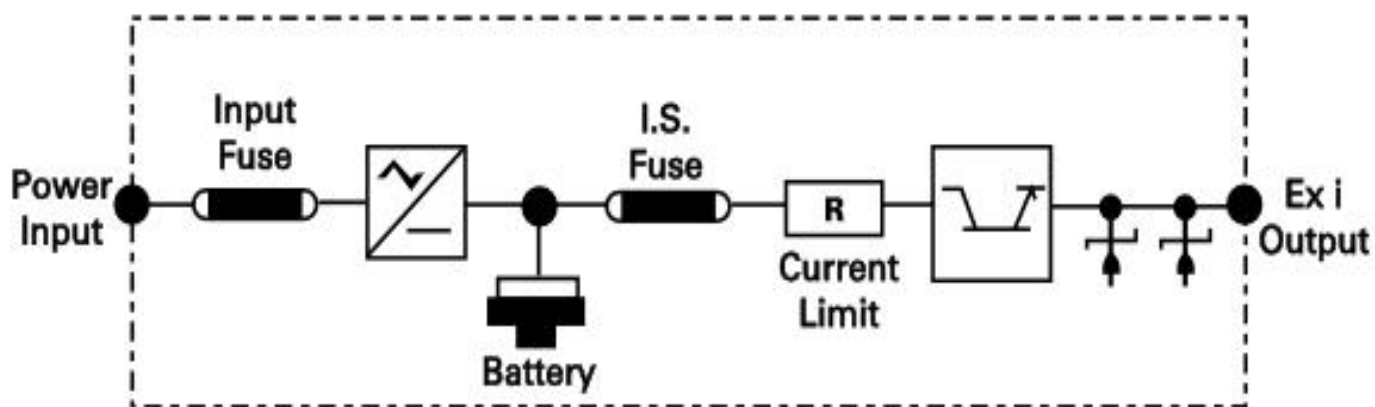 Input
Fuse
I.S.
Fuse
Power
Input
R
Ex i
Output
Current
Limit
Battery